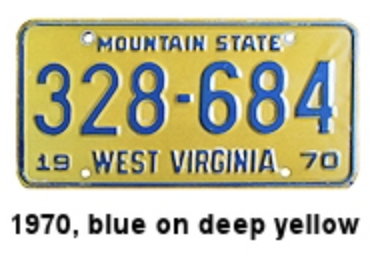 MOUNTAIN STATE
328-684
19 WEST VIRGINIA 70
1970, blue on deep yellow